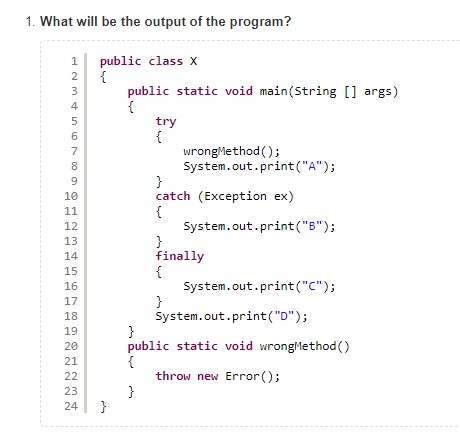 1. What will be the output of the program?
1 public class X
2 {
3 public static void main(String [] args)
4 {
5 try
6 {
7 wrongMethod();
8 System.out.print("A");
9 }
10 catch (Exception ex)
11 {
12 System.out.print("B");
13 }
14 finally
15 {
16 System.out.print("C");
17 }
18 System.out.print("D");
19 }
20 public static void wrongMethod()
21 {
22 throw new Error();
23 }
24 }